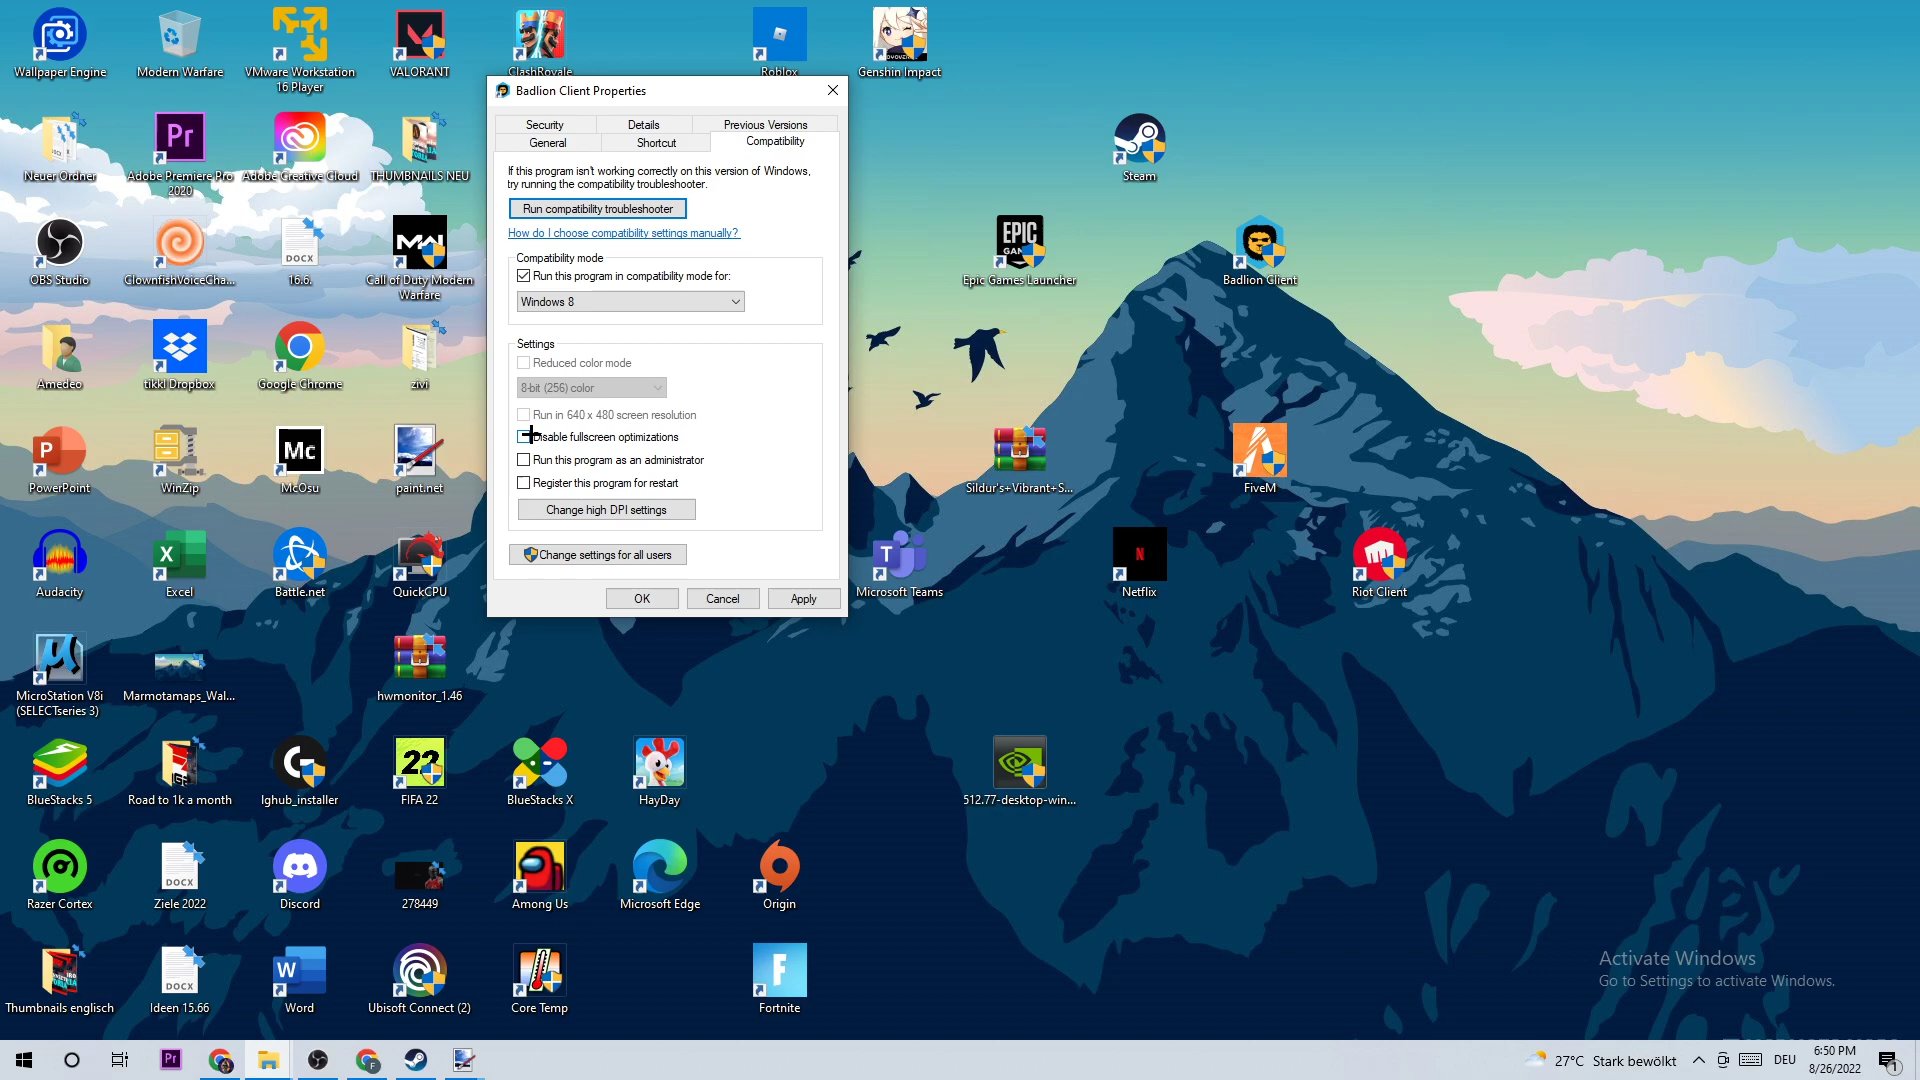 Wallpaper Engine
Modern Warfare
VMware Workstation
16 Player
VALORANT
ClashRoyale
Roblox
Genshin Impact
Neuer Ordner
Adobe Premiere Pro
2020
Adobe Creative Cloud
THUMBNAILS NEU
Steam
OBS Studio
ClownfishVoiceCha...
16.6.
Call of Duty Modern
Warfare
Epic Games Launcher
Badlion Client
Amedeo
tikkl Dropbox
Google Chrome
zivi
PowerPoint
WinZip
McOsu
paint.net
Sildur's+Vibrant+S...
FiveM
Audacity
Excel
Battle.net
QuickCPU
Microsoft Teams
Netflix
Riot Client
MicroStation V8i
(SELECTseries 3)
Marmotamaps_Wal...
hwmonitor_1.46
BlueStacks 5
Road to 1k a month
lghub_installer
FIFA 22
BlueStacks X
HayDay
512.77-desktop-win...
Razer Cortex
Ziele 2022
Discord
278449
Among Us
Microsoft Edge
Origin
Thumbnails englisch
Ideen 15.66
Word
Ubisoft Connect (2)
Core Temp
Fortnite
Badlion Client Properties
Security
Details
Previous Versions
General
Shortcut
Compatibility
If this program isn't working correctly on this version of Windows,
try running the compatibility troubleshooter.
Run compatibility troubleshooter
How do I choose compatibility settings manually?
Compatibility mode
Run this program in compatibility mode for:
Windows 8
Settings
Reduced color mode
8-bit (256) color
Run in 640 x 480 screen resolution
Disable fullscreen optimizations
Run this program as an administrator
Register this program for restart
Change high DPI settings
Change settings for all users
OK
Cancel
Apply
Activate Windows
Go to Settings to activate Windows.
27°C Stark bewölkt
DEU
6:50 PM
8/26/2022
1